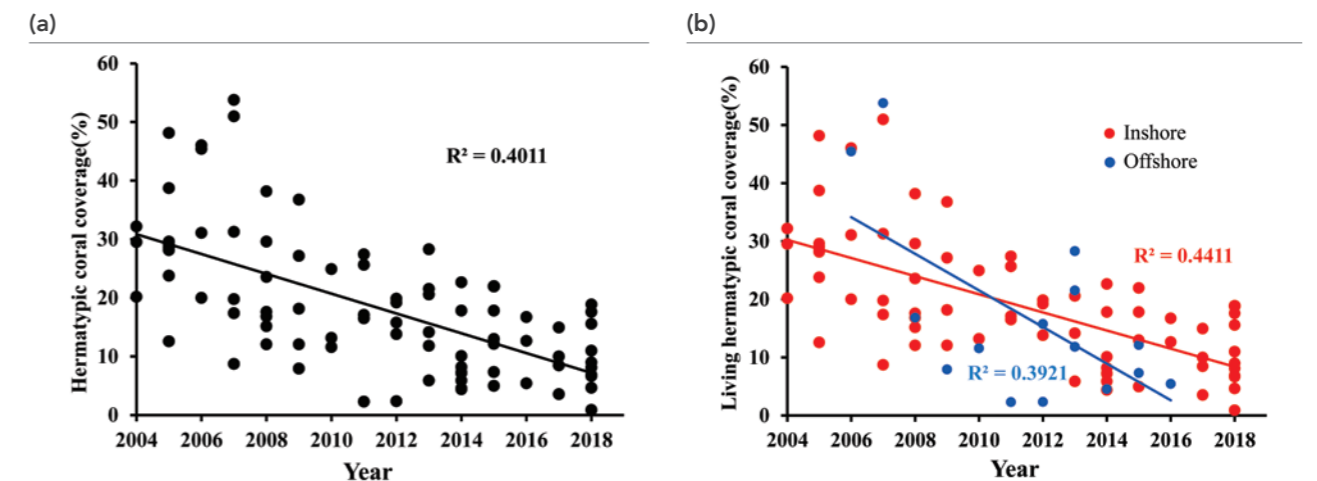 (a)
(b)
Hermatypic coral coverage(%)
60
50
40
30
20
10
0
R² = 0.4011
2004 2006 2008 2010 2012 2014 2016 2018
Year
Living hermatypic coral coverage(%)
60
50
40
30
20
10
0
Inshore
Offshore
R² = 0.4411
R² = 0.3921
2004 2006 2008 2010 2012 2014 2016 2018
Year